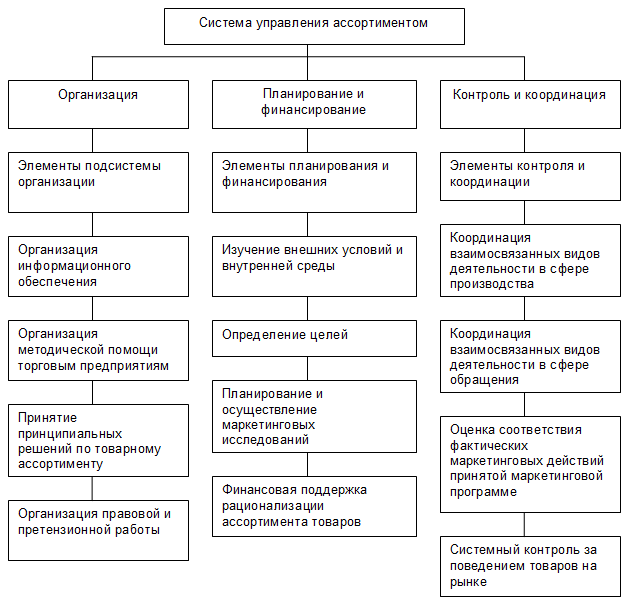 Система управления ассортиментом
Организация
Планирование и
финансирование
Контроль и координация
Элементы подсистемы
организации
Элементы планирования и
финансирования
Элементы контроля и
координации
Организация
информационного
обеспечения
Изучение внешних условий и
внутренней среды
Координация
взаимосвязанных видов
деятельности в сфере
производства
Организация
методической помощи
торговым предприятиям
Определение целей
Координация
взаимосвязанных видов
деятельности в сфере
обращения
Принятие
принципиальных
решений по товарному
ассортименту
Планирование и
осуществление
маркетинговых
исследований
Оценка соответствия
фактических
маркетинговых действий
принятой маркетинговой
программе
Организация правовой и
претензионной работы
Финансовая поддержка
рационализации
ассортимента товаров
Системный контроль за
поведением товаров на
рынке